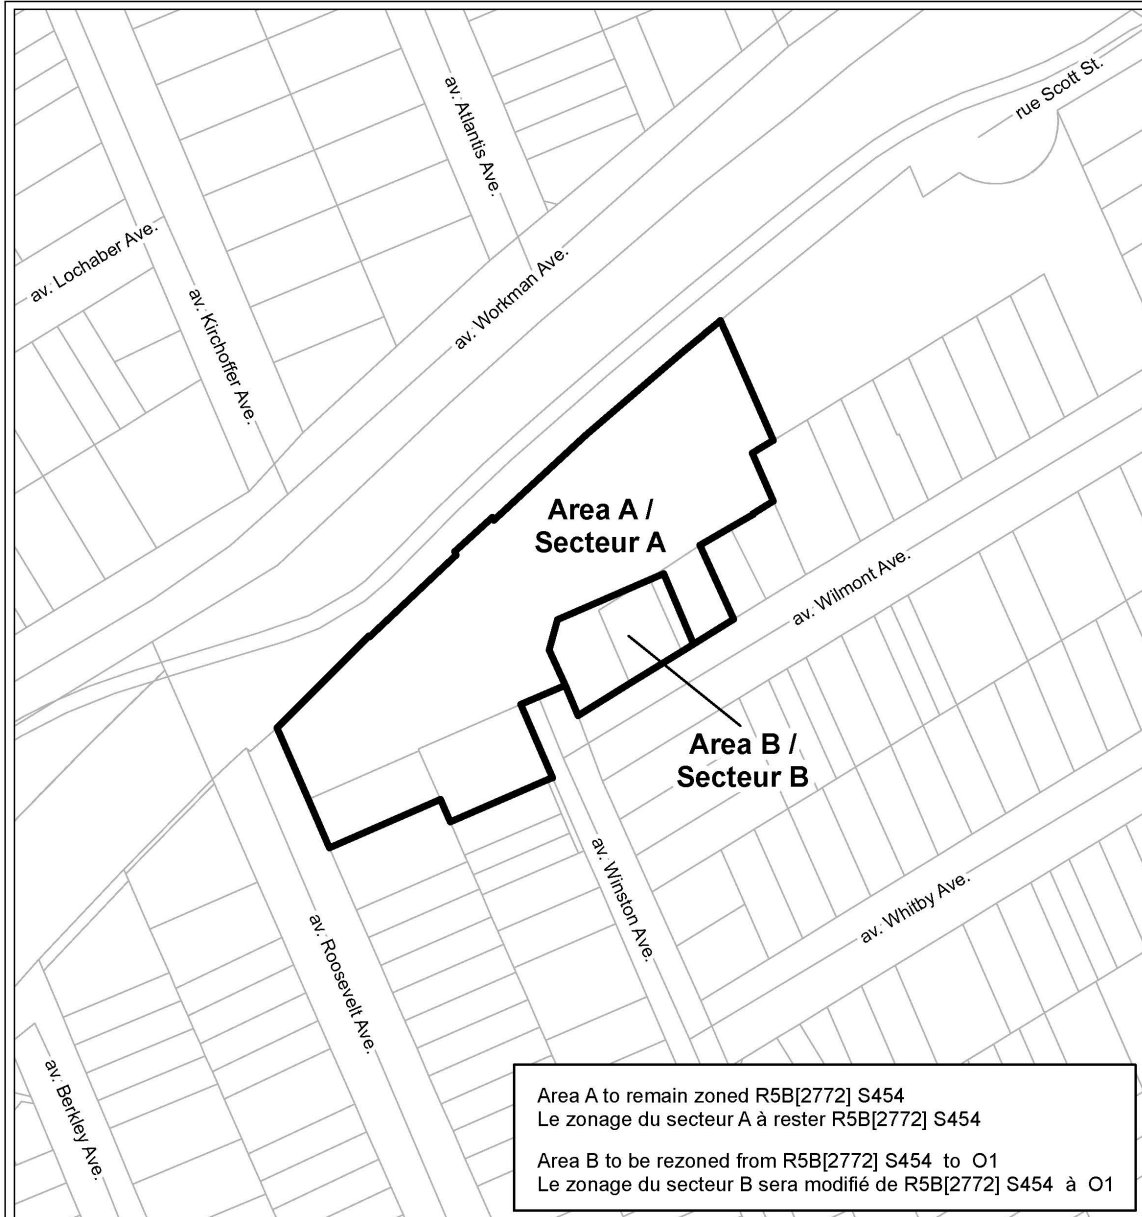 rue Scott St.
av. Atlantis Ave.
av. Lochaber Ave.
av. Workman Ave.
av. Kirchoffer Ave.
Area A /
Secteur A
av. Wilmont Ave.
Area B /
Secteur B
av. Winston Ave.
av. Whitby Ave.
av. Roosevelt Ave.
av. Berkley Ave.
Area A to remain zoned R5B[2772] S454
Le zonage du secteur A à rester R5B[2772] S454
Area B to be rezoned from R5B[2772] S454 to O1
Le zonage du secteur B sera modifié de R5B[2772] S454 à O1